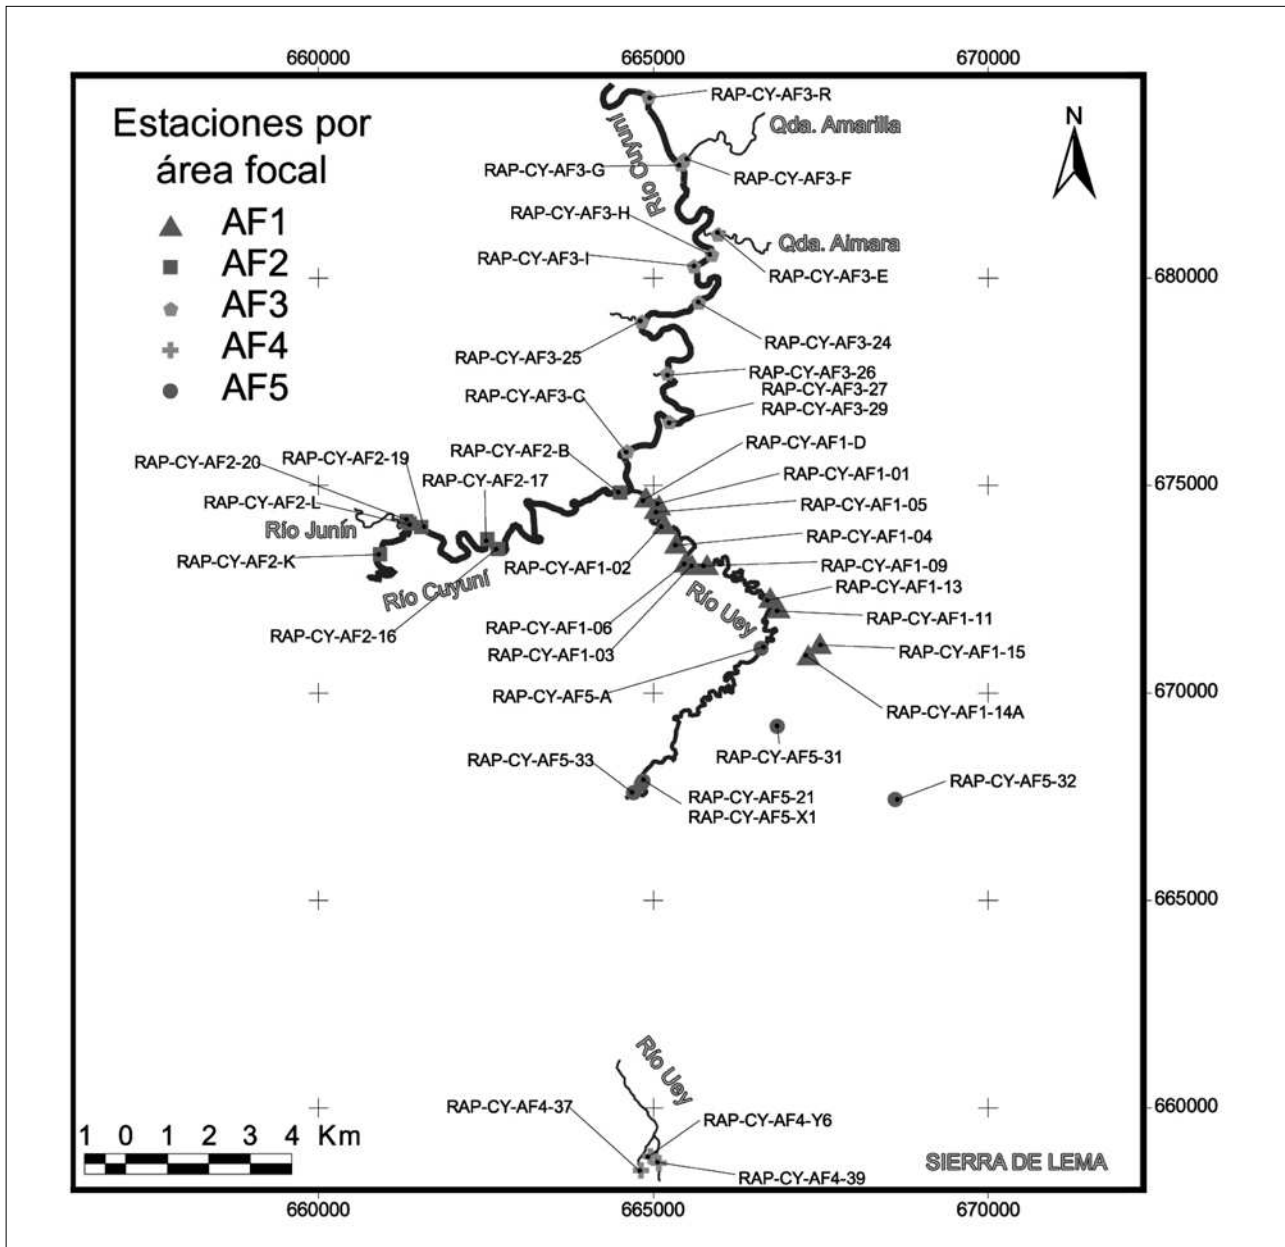 660000 665000 670000
Estaciones por
área focal
AF1
AF2
AF3
AF4
AF5
N
RAP-CY-AF3-R
Qda. Amarilla
Río Cuyuní
RAP-CY-AF3-G
RAP-CY-AF3-F
RAP-CY-AF3-H
Qda. Aimara
RAP-CY-AF3-I
RAP-CY-AF3-E
680000
RAP-CY-AF3-24
RAP-CY-AF3-25
RAP-CY-AF3-26
RAP-CY-AF3-27
RAP-CY-AF3-C
RAP-CY-AF3-29
RAP-CY-AF1-D
RAP-CY-AF2-B
RAP-CY-AF2-19
RAP-CY-AF2-20
RAP-CY-AF1-01
RAP-CY-AF2-17
675000
RAP-CY-AF2-L
RAP-CY-AF1-05
Río Junín
RAP-CY-AF1-04
RAP-CY-AF2-K
RAP-CY-AF1-02
RAP-CY-AF1-09
Río Cuyuní
RAP-CY-AF1-13
Río Uey
RAP-CY-AF1-11
RAP-CY-AF1-06
RAP-CY-AF2-16
RAP-CY-AF1-03
RAP-CY-AF1-15
RAP-CY-AF5-A
670000
RAP-CY-AF1-14A
RAP-CY-AF5-31
RAP-CY-AF5-33
RAP-CY-AF5-32
RAP-CY-AF5-21
RAP-CY-AF5-X1
665000
Río Uey
RAP-CY-AF4-37
660000
RAP-CY-AF4-Y6
1 0 1 2 3 4 Km
SIERRA DE LEMA
RAP-CY-AF4-39
660000 665000 670000